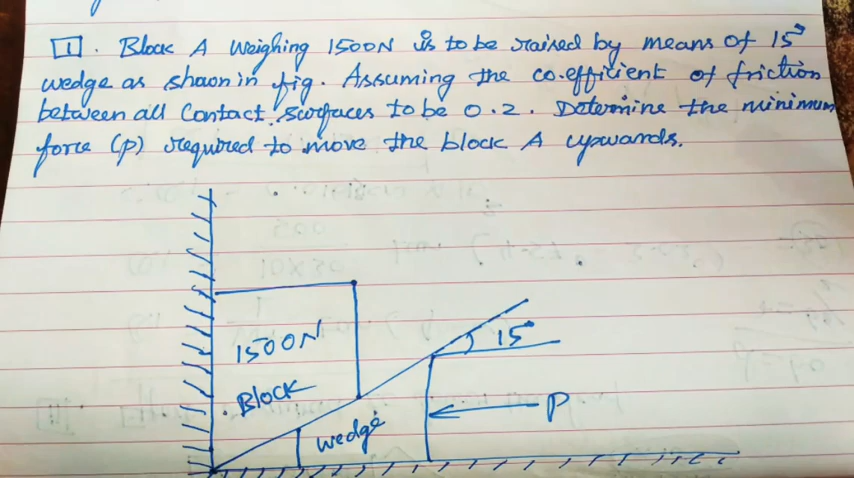 1. Block A weighing 1500N is to be raised by means of 15°
wedge as shown in fig. Assuming the co.efficient of friction
between all contact surfaces to be 0.2. Determine the minimum
force (p) required to move the block A upwards.
1500N
BLOCK
15°
wedge
P